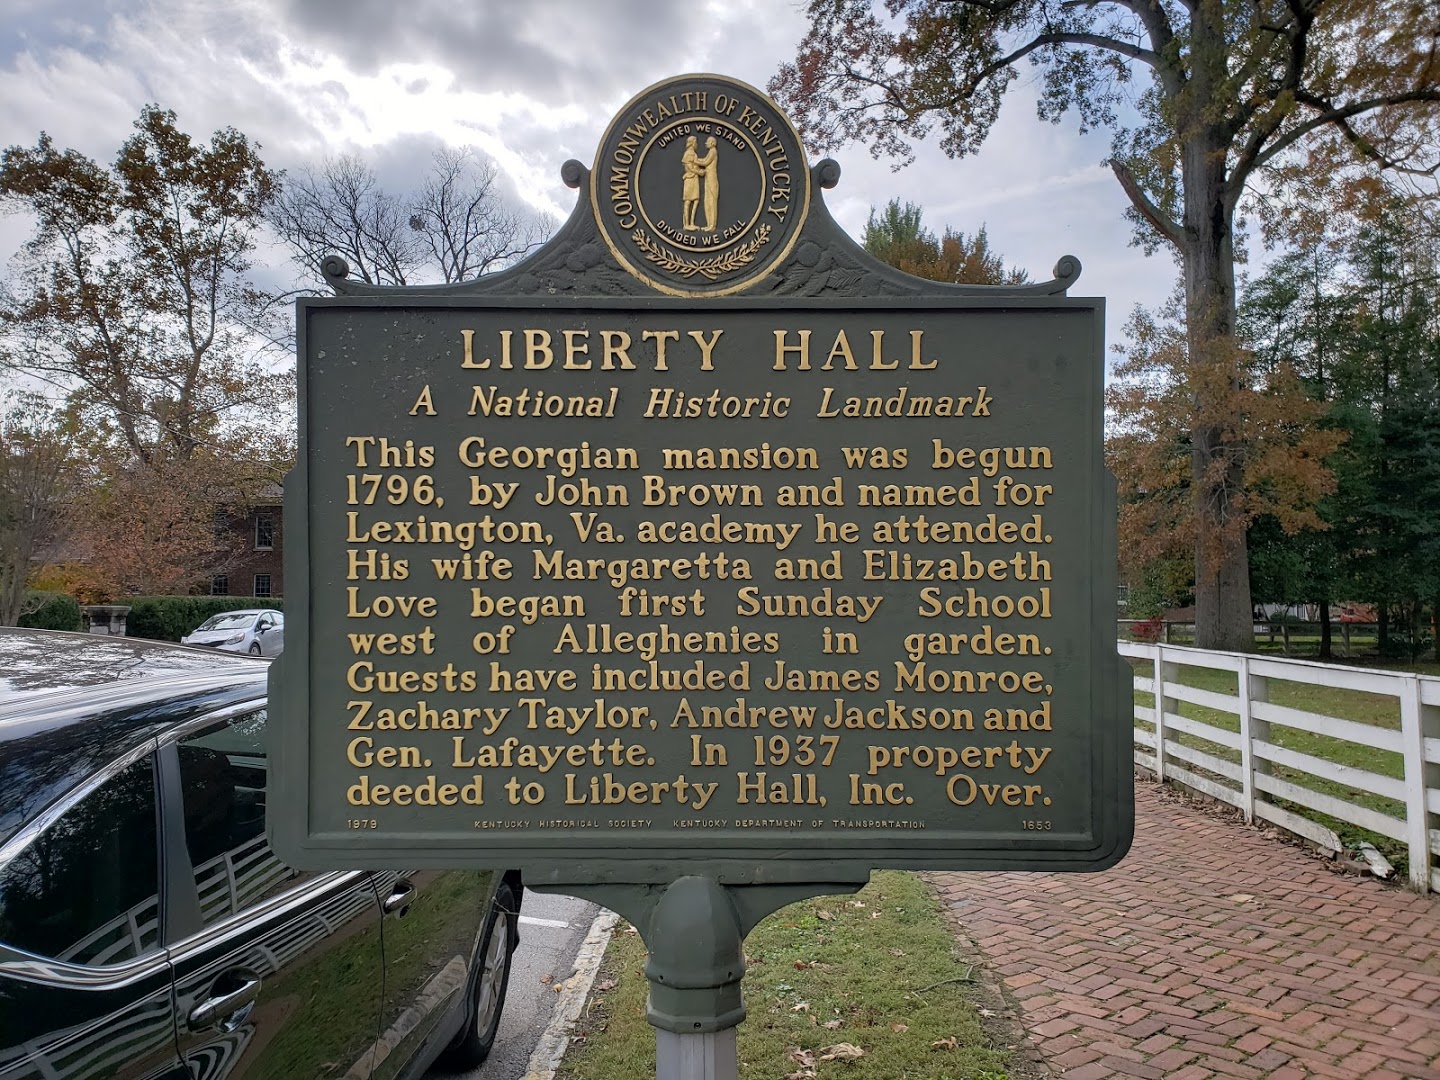 COMMONWEALTH OF KENTUCKY
UNITED WE STAND
DIVIDED WE FALL
LIBERTY HALL
A National Historic Landmark
This Georgian mansion was begun
1796, by John Brown and named for
Lexington, Va. academy he attended.
His wife Margaretta and Elizabeth
Love began first Sunday School
west of Alleghenies in garden.
Guests have included James Monroe,
Zachary Taylor, Andrew Jackson and
Gen. Lafayette. In 1937 property
deeded to Liberty Hall, Inc. Over.
1979 KENTUCKY HISTORICAL SOCIETY KENTUCKY DEPARTMENT OF TRANSPORTATION 1653